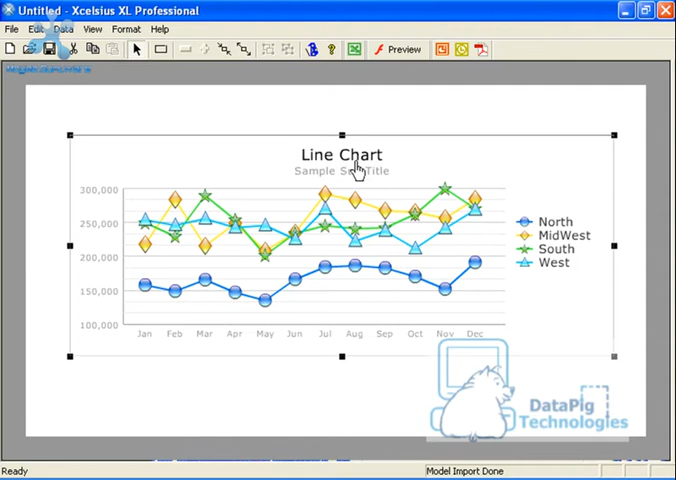 Untitled - Xcelsius XL Professional
File Edit Data View Format Help
Preview
Line Chart
Sample Title
300,000
250,000
200,000
150,000
100,000
Jan Feb Mar Apr May Jun Jul Aug Sep Oct Nov Dec
North
MidWest
South
West
DataPig
Technologies
Ready
Model Import Done